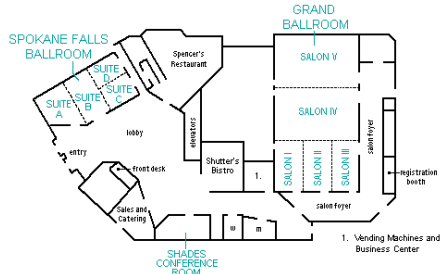 GRAND
BALLROOM
SPOKANE FALLS
BALLROOM
Spencer's
Restaurant
SALON V
SUITE
D
SUITE
C
SUITE
B
SUITE
A
SALON IV
lobby
elevators
salon foyer
entry
Shutter's
Bistro
front desk
1.
SALON I
SALON II
SALON III
registration
booth
Sales and
Catering
salon foyer
w
m
SHADES
CONFERENCE
ROOM
1. Vending Machines and
Business Center